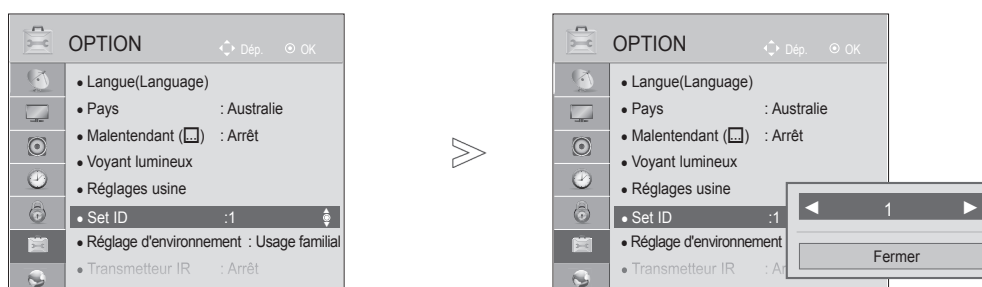 OPTION Dép. OK
• Langue(Language)
• Pays : Australie
• Malentendant (...) : Arrêt
• Voyant lumineux
• Réglages usine
• Set ID :1
• Réglage d'environnement : Usage familial
• Transmetteur IR : Arrêt
OPTION Dép. OK
• Langue(Language)
• Pays : Australie
• Malentendant (...) : Arrêt
• Voyant lumineux
• Réglages usine
• Set ID :1
• Réglage d'environnement
• Transmetteur IR : Ar
◄ 1 ►
Fermer